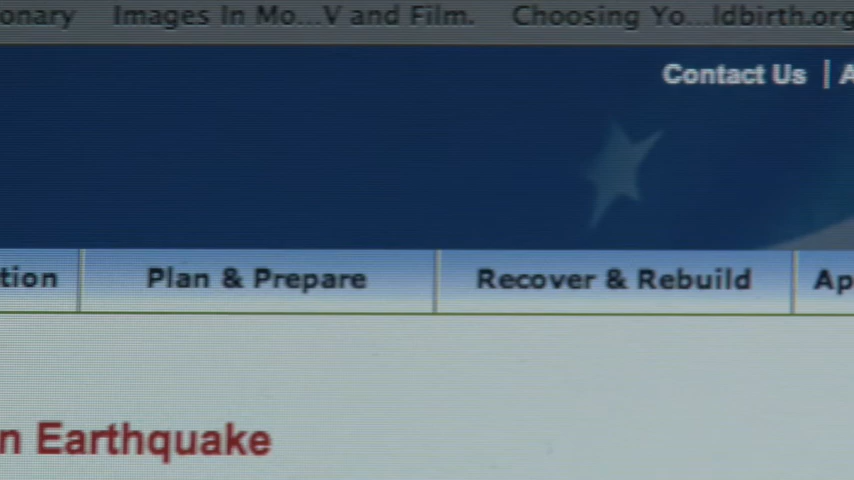 onary Images In Mo...V and Film. Choosing Yo...ldbirth.org
Contact Us | A
tion Plan & Prepare Recover & Rebuild Ap
n Earthquake